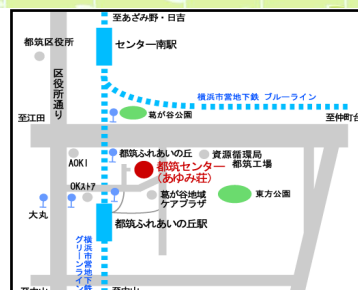 至あざみ野・日吉
都筑区役所
センター南駅
区役所通り
横浜市営地下鉄 ブルーライン
葛が谷公園
至江田
至仲町台
都筑ふれあいの丘
資源循環局
都筑工場
AOKI
都筑センター
(あゆみ荘)
OKストア
葛が谷地域
ケアプラザ
東方公園
大丸
都筑ふれあいの丘駅
横浜市営地下鉄
グリーンライン
至中山